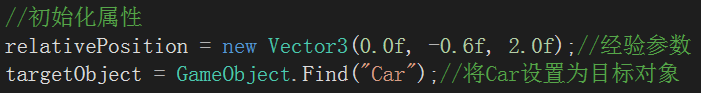 //初始化属性
relativePosition = new Vector3(0.0f, -0.6f, 2.0f);//经验参数
targetObject = GameObject.Find("Car");//将Car设置为目标对象